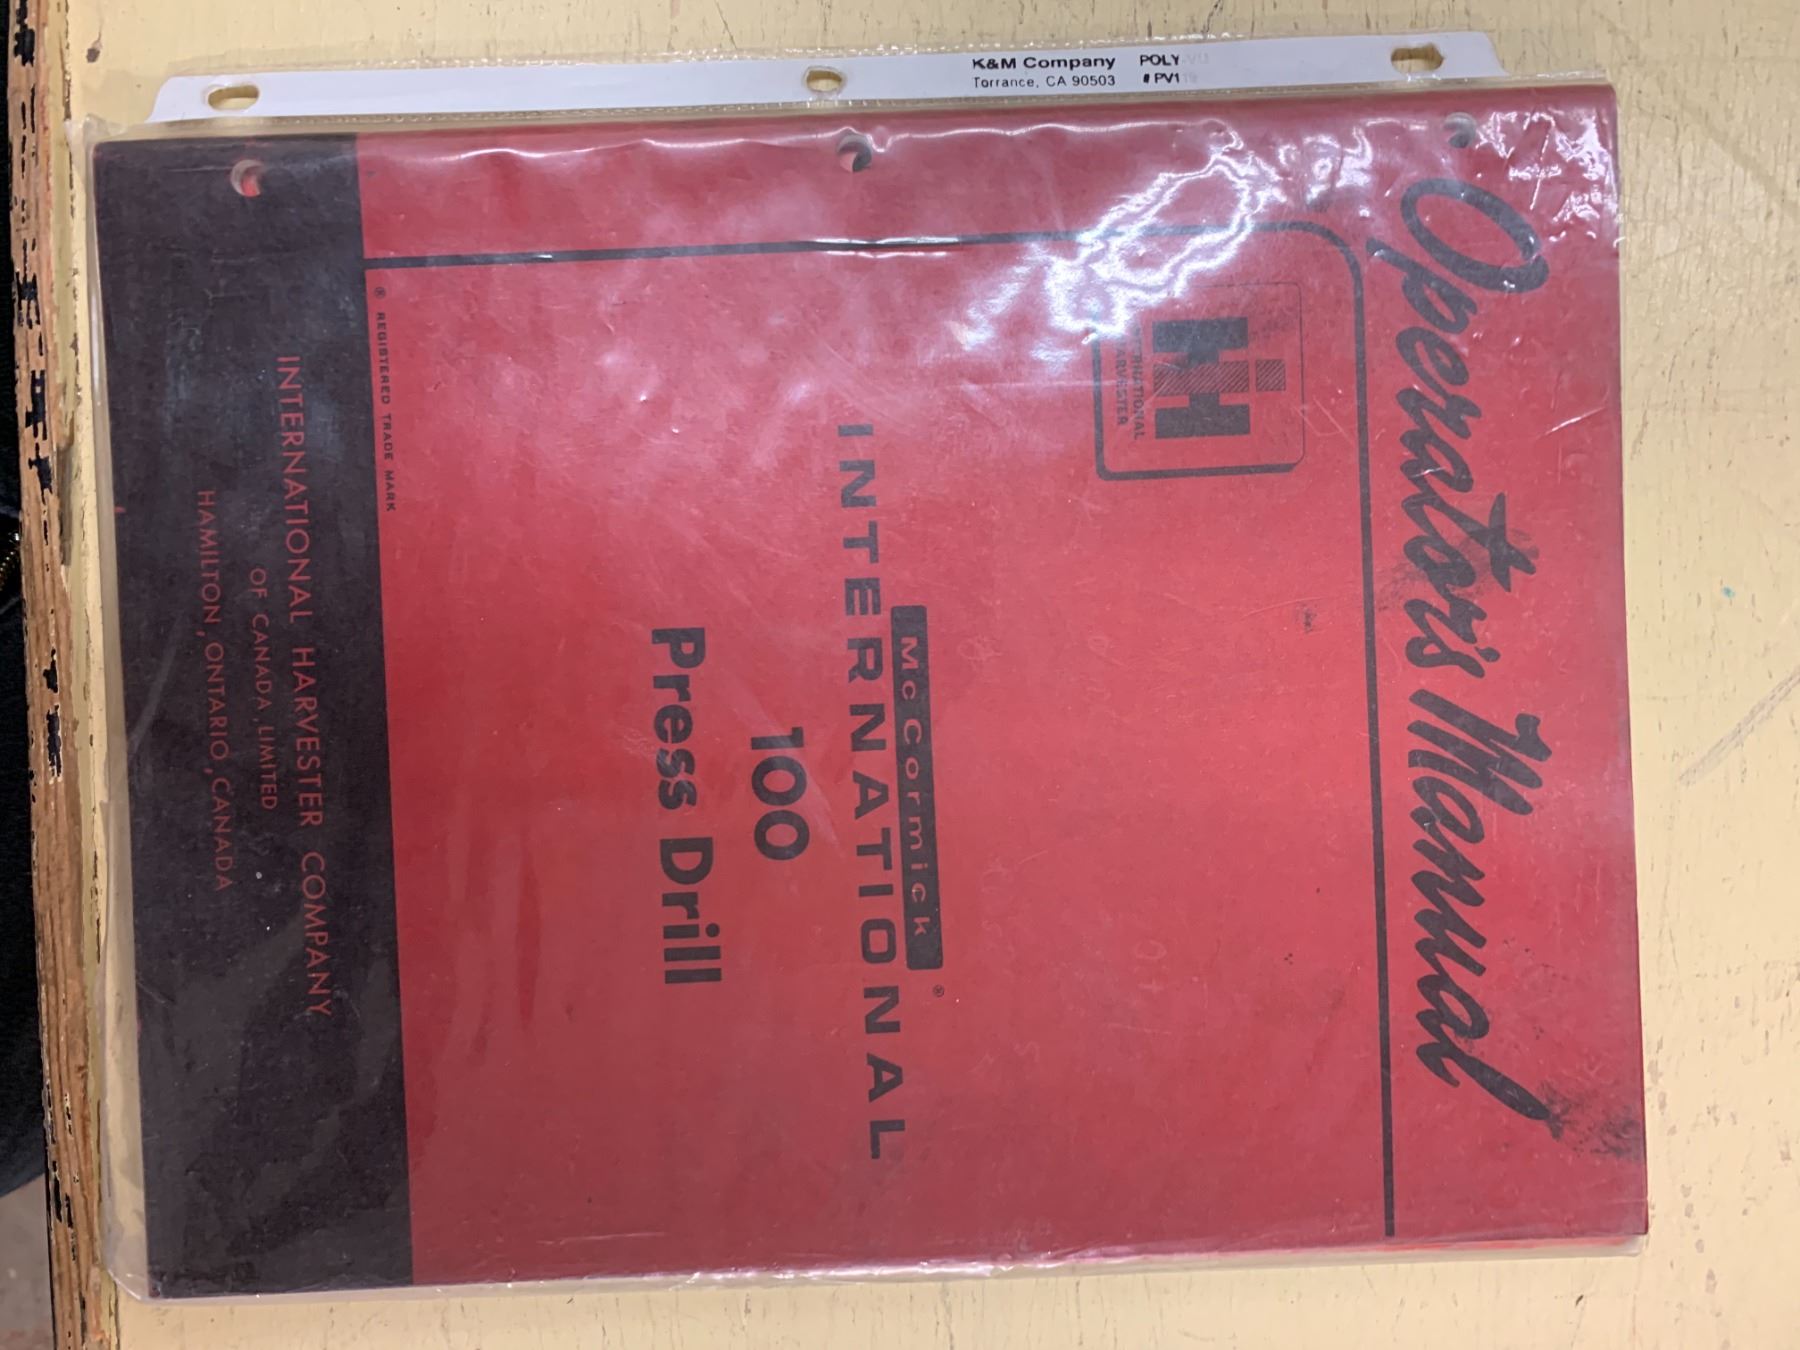 K&M Company POLY
Torrance, CA 90503 # PV1
Operator's Manual
IH
INTERNATIONAL
HARVESTER
McCormick ®
INTERNATIONAL
100
Press Drill
® REGISTERED TRADE MARK
INTERNATIONAL HARVESTER COMPANY
OF CANADA, LIMITED
HAMILTON, ONTARIO, CANADA